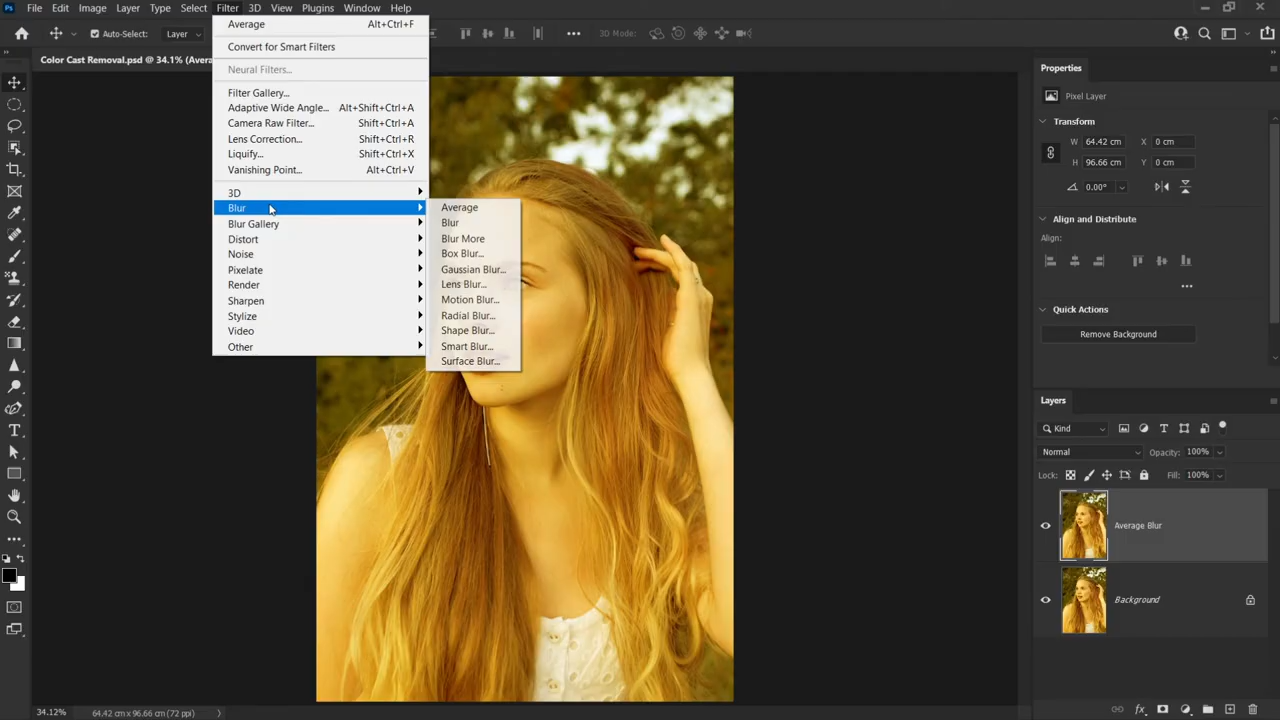 Ps File Edit Image Layer Type Select Filter 3D View Plugins Window Help
Auto-Select: Layer 3D Mode:
Color Cast Removal.psd @ 34.1% (Avera
Average Alt+Ctrl+F
Convert for Smart Filters
Neural Filters...
Filter Gallery...
Adaptive Wide Angle... Alt+Shift+Ctrl+A
Camera Raw Filter... Shift+Ctrl+A
Lens Correction... Shift+Ctrl+R
Liquify... Shift+Ctrl+X
Vanishing Point... Alt+Ctrl+V
3D
Blur
Blur Gallery
Distort
Noise
Pixelate
Render
Sharpen
Stylize
Video
Other
Average
Blur
Blur More
Box Blur...
Gaussian Blur...
Lens Blur...
Motion Blur...
Radial Blur...
Shape Blur...
Smart Blur...
Surface Blur...
Properties
Pixel Layer
Transform
W 64.42 cm X 0 cm
H 96.66 cm Y 0 cm
0.00°
Align and Distribute
Align:
Quick Actions
Remove Background
Layers
Kind
Normal Opacity: 100%
Lock: Fill: 100%
Average Blur
Background
34.12% 64.42 cm x 96.66 cm (72 ppi)